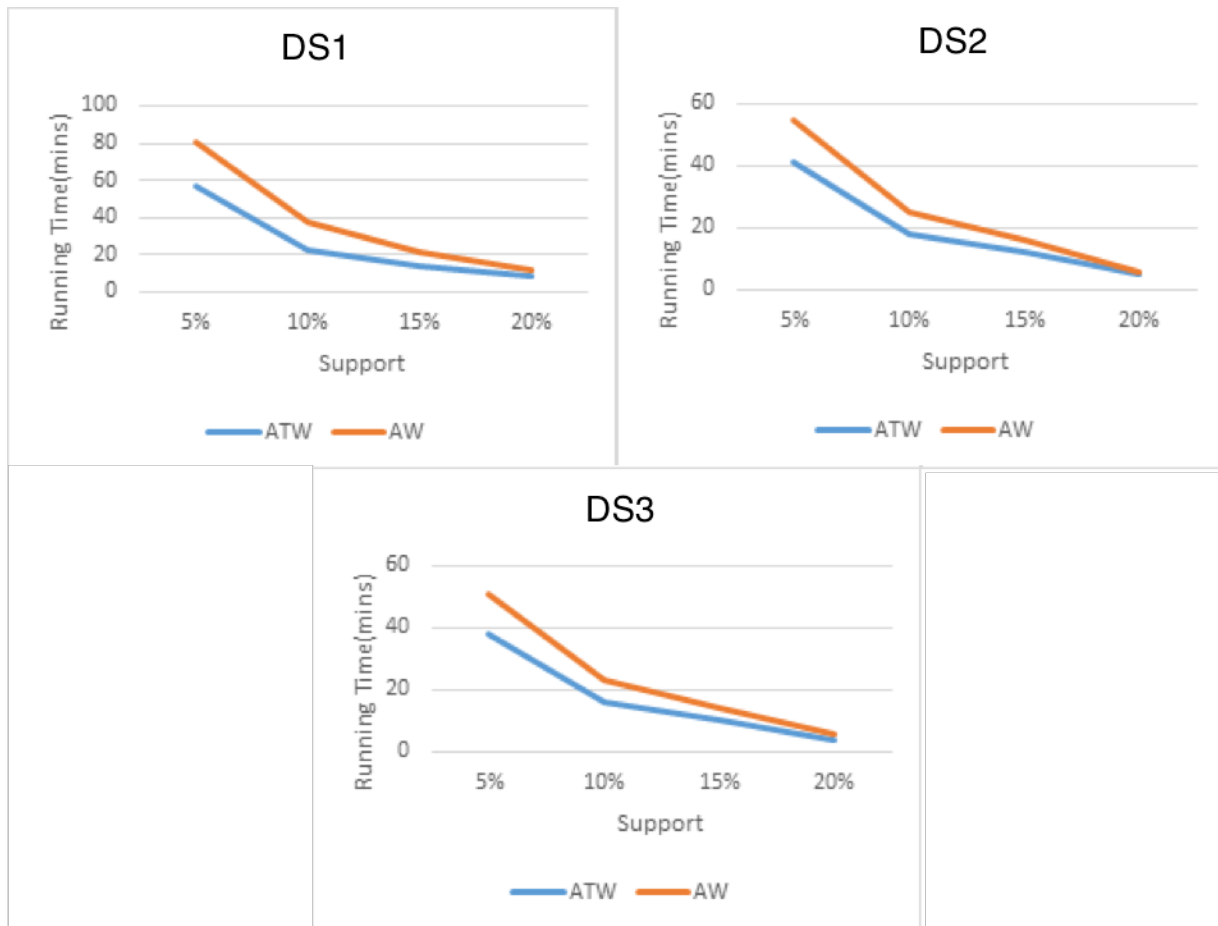 DS1
Running Time(mins)
100
80
60
40
20
0
5% 10% 15% 20%
Support
ATW AW
DS2
Running Time(mins)
60
40
20
0
5% 10% 15% 20%
Support
ATW AW
DS3
Running Time(mins)
60
40
20
0
5% 10% 15% 20%
Support
ATW AW